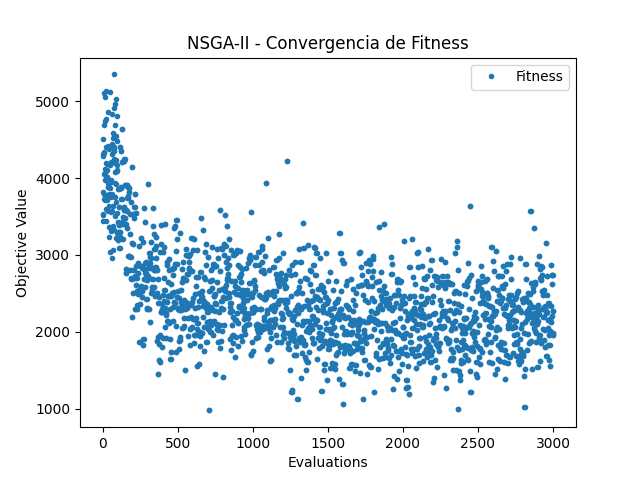 NSGA-II - Convergencia de Fitness
Fitness
Objective Value
5000
4000
3000
2000
1000
0 500 1000 1500 2000 2500 3000
Evaluations